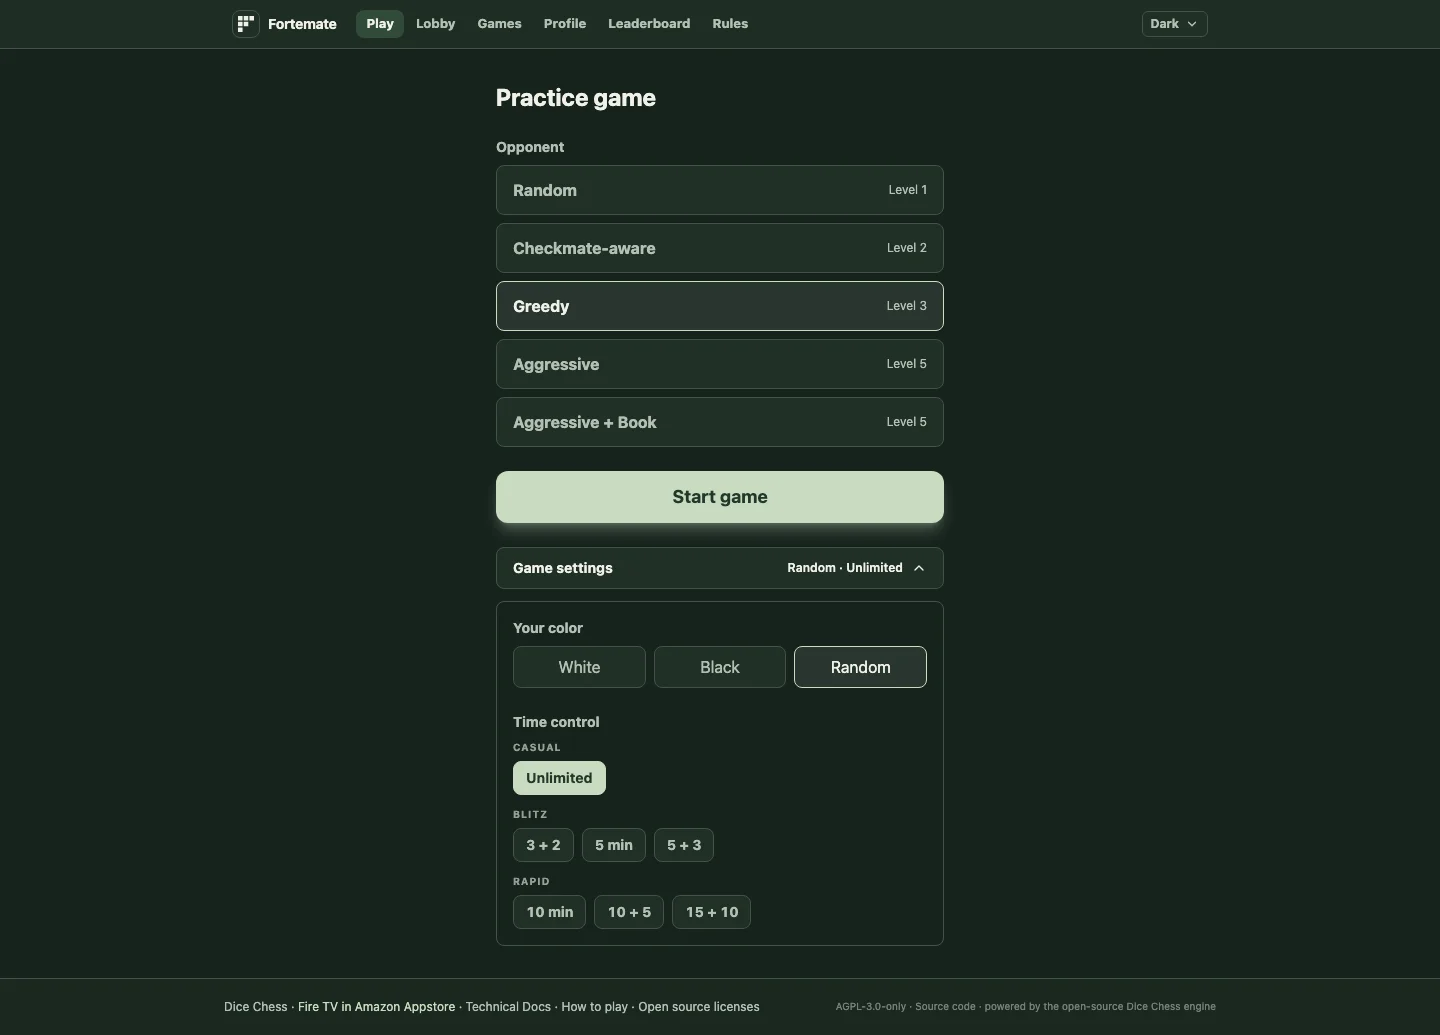 Fortemate Play Lobby Games Profile Leaderboard Rules Dark
Practice game
Opponent
Random Level 1
Checkmate-aware Level 2
Greedy Level 3
Aggressive Level 5
Aggressive + Book Level 5
Start game
Game settings Random · Unlimited
Your color
White Black Random
Time control
CASUAL
Unlimited
BLITZ
3 + 2 5 min 5 + 3
RAPID
10 min 10 + 5 15 + 10
Dice Chess · Fire TV in Amazon Appstore · Technical Docs · How to play · Open source licenses AGPL-3.0-only · Source code · powered by the open-source Dice Chess engine